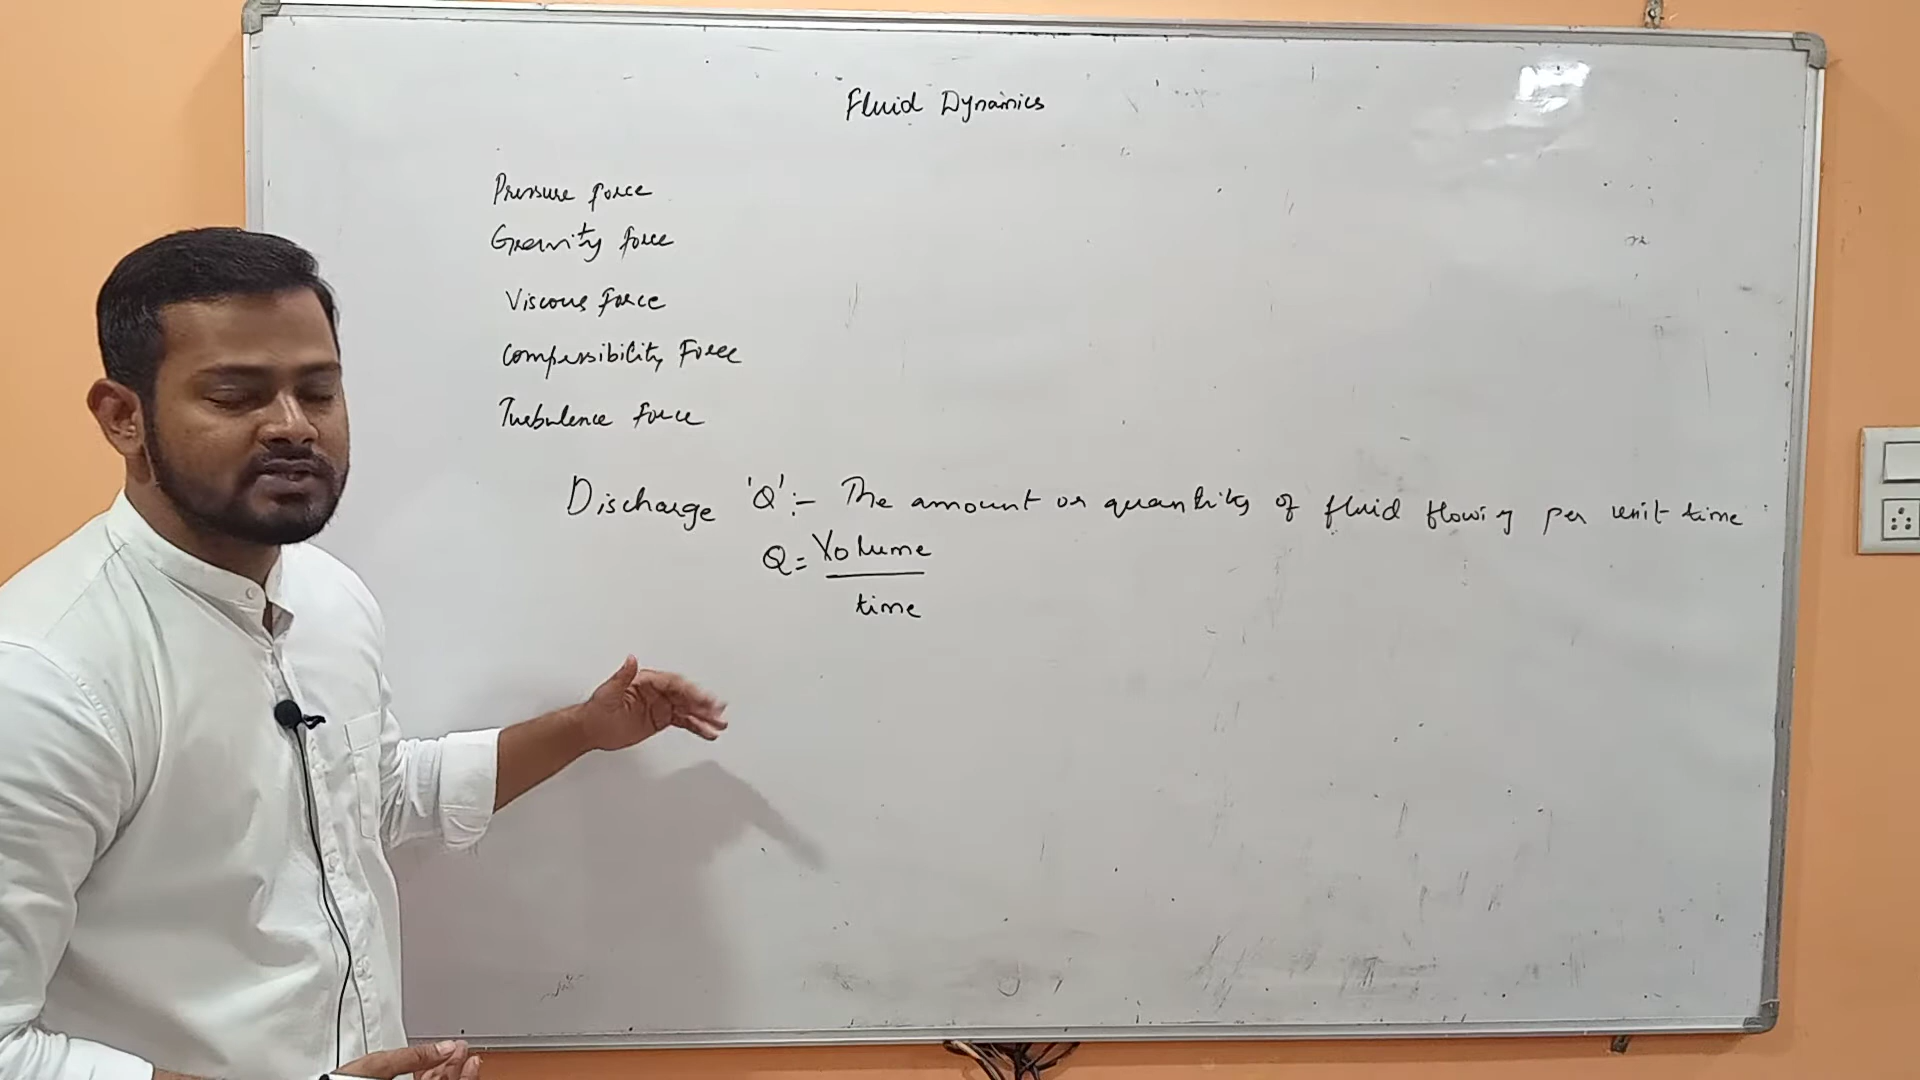 Fluid Dynamics
Pressure force
Gravity force
Viscous force
Compressibility Force
Turbulence force
Discharge 'Q':- The amount or quantity of fluid flowing per unit time
Q = Volume
time